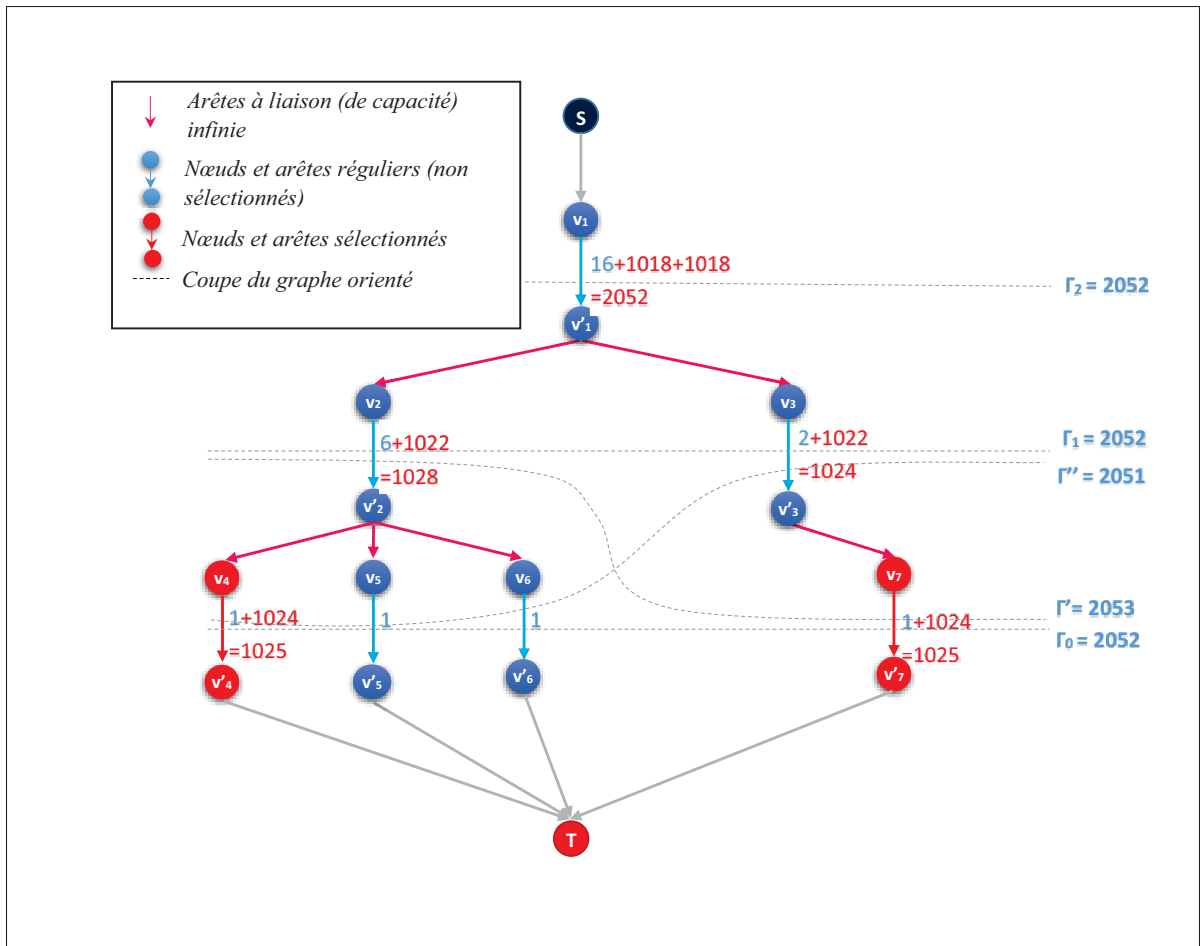 Arêtes à liaison (de capacité)
infinie
Nœuds et arêtes réguliers (non
sélectionnés)
Nœuds et arêtes sélectionnés
Coupe du graphe orienté
S
v1
16+1018+1018
=2052
Γ2 = 2052
v'1
v2
v3
6+1022
2+1022
Γ1 = 2052
=1028
=1024
Γ'' = 2051
v'2
v'3
v4
v5
v6
v7
1+1024
1
1
1+1024
Γ'= 2053
=1025
=1025
Γ0 = 2052
v'4
v'5
v'6
v'7
T